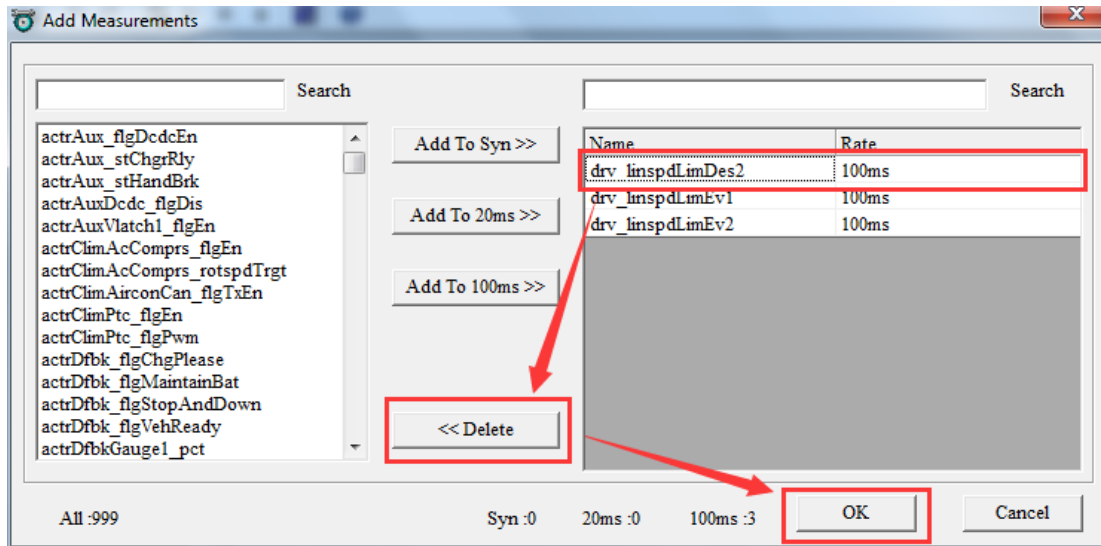 Add Measurements
X
Search
Search
actrAux_flgDcdcEn
actrAux_stChgrRly
actrAux_stHandBrk
actrAuxDcdc_flgDis
actrAuxVlatch1_flgEn
actrClimAcComprs_flgEn
actrClimAcComprs_rotspdTrgt
actrClimAirconCan_flgTxEn
actrClimPtc_flgEn
actrClimPtc_flgPwm
actrDfbk_flgChgPlease
actrDfbk_flgMaintainBat
actrDfbk_flgStopAndDown
actrDfbk_flgVehReady
actrDfbkGauge1_pct
Add To Syn >>
Add To 20ms >>
Add To 100ms >>
<< Delete
Name Rate
drv_linspdLimDes2 100ms
drv_linspdLimEv1 100ms
drv_linspdLimEv2 100ms
All :999 Syn :0 20ms :0 100ms :3 OK Cancel